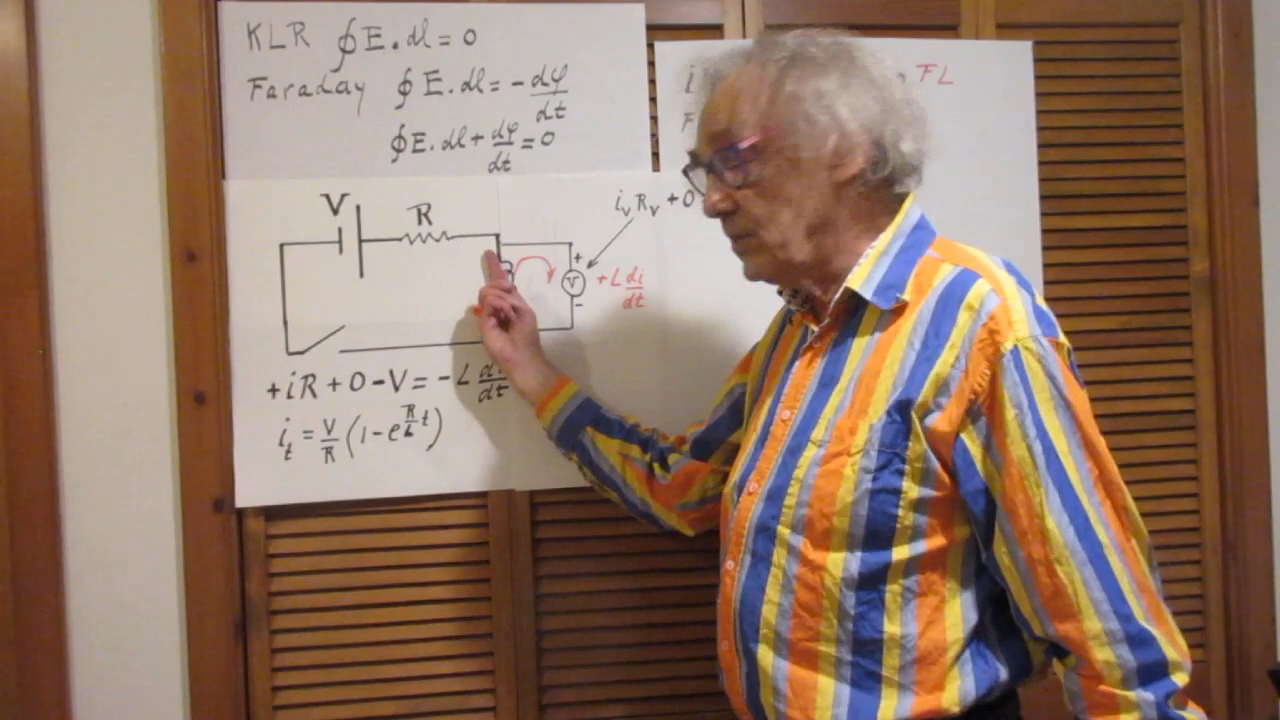 KLR ∮E.dl = 0
Faraday ∮E.dl = -dφ/dt
∮E.dl + dφ/dt = 0
FL
V
R
i_v R_v + 0
+
V
-
+L di/dt
+iR + 0 - V = -L di/dt
i_t = V/R (1 - e^(R/L t))